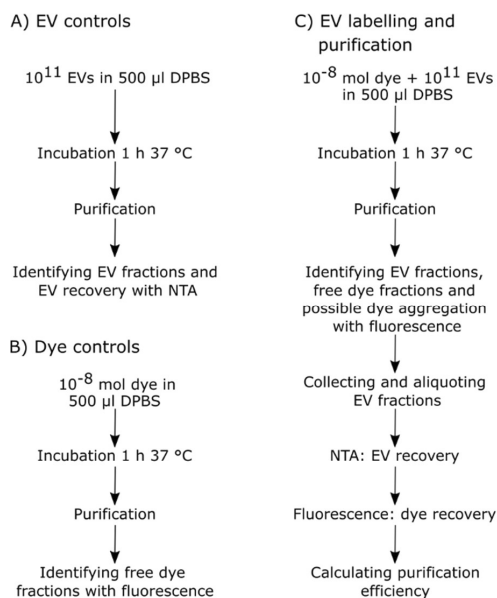 A) EV controls
10^11 EVs in 500 µl DPBS
Incubation 1 h 37 °C
Purification
Identifying EV fractions and
EV recovery with NTA
B) Dye controls
10^-8 mol dye in
500 µl DPBS
Incubation 1 h 37 °C
Purification
Identifying free dye
fractions with fluorescence
C) EV labelling and
purification
10^-8 mol dye + 10^11 EVs
in 500 µl DPBS
Incubation 1 h 37 °C
Purification
Identifying EV fractions,
free dye fractions and
possible dye aggregation
with fluorescence
Collecting and aliquoting
EV fractions
NTA: EV recovery
Fluorescence: dye recovery
Calculating purification
efficiency